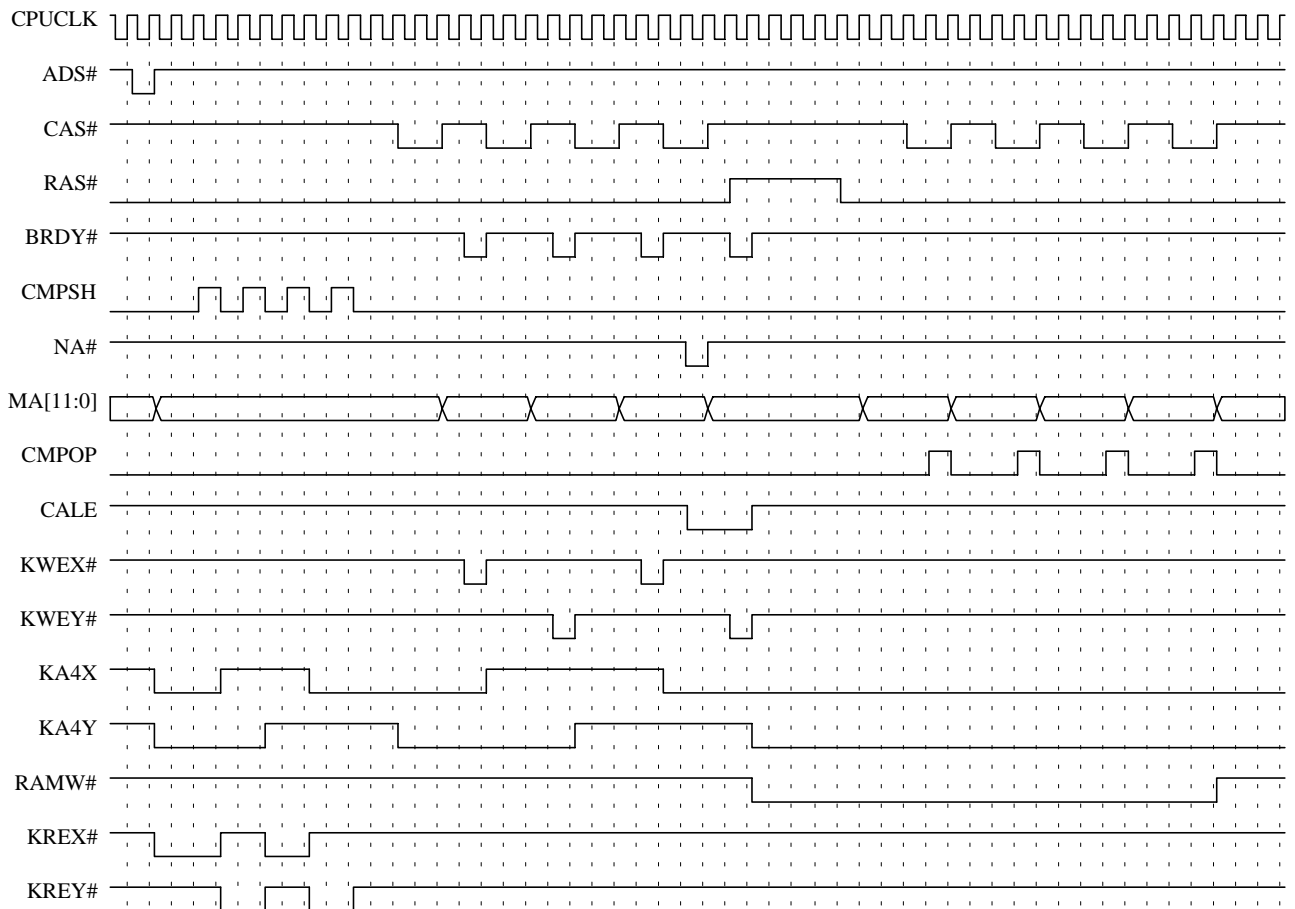 CPUCLK
ADS#
CAS#
RAS#
BRDY#
CMPSH
NA#
MA[11:0]
CMPOP
CALE
KWEX#
KWEY#
KA4X
KA4Y
RAMW#
KREX#
KREY#